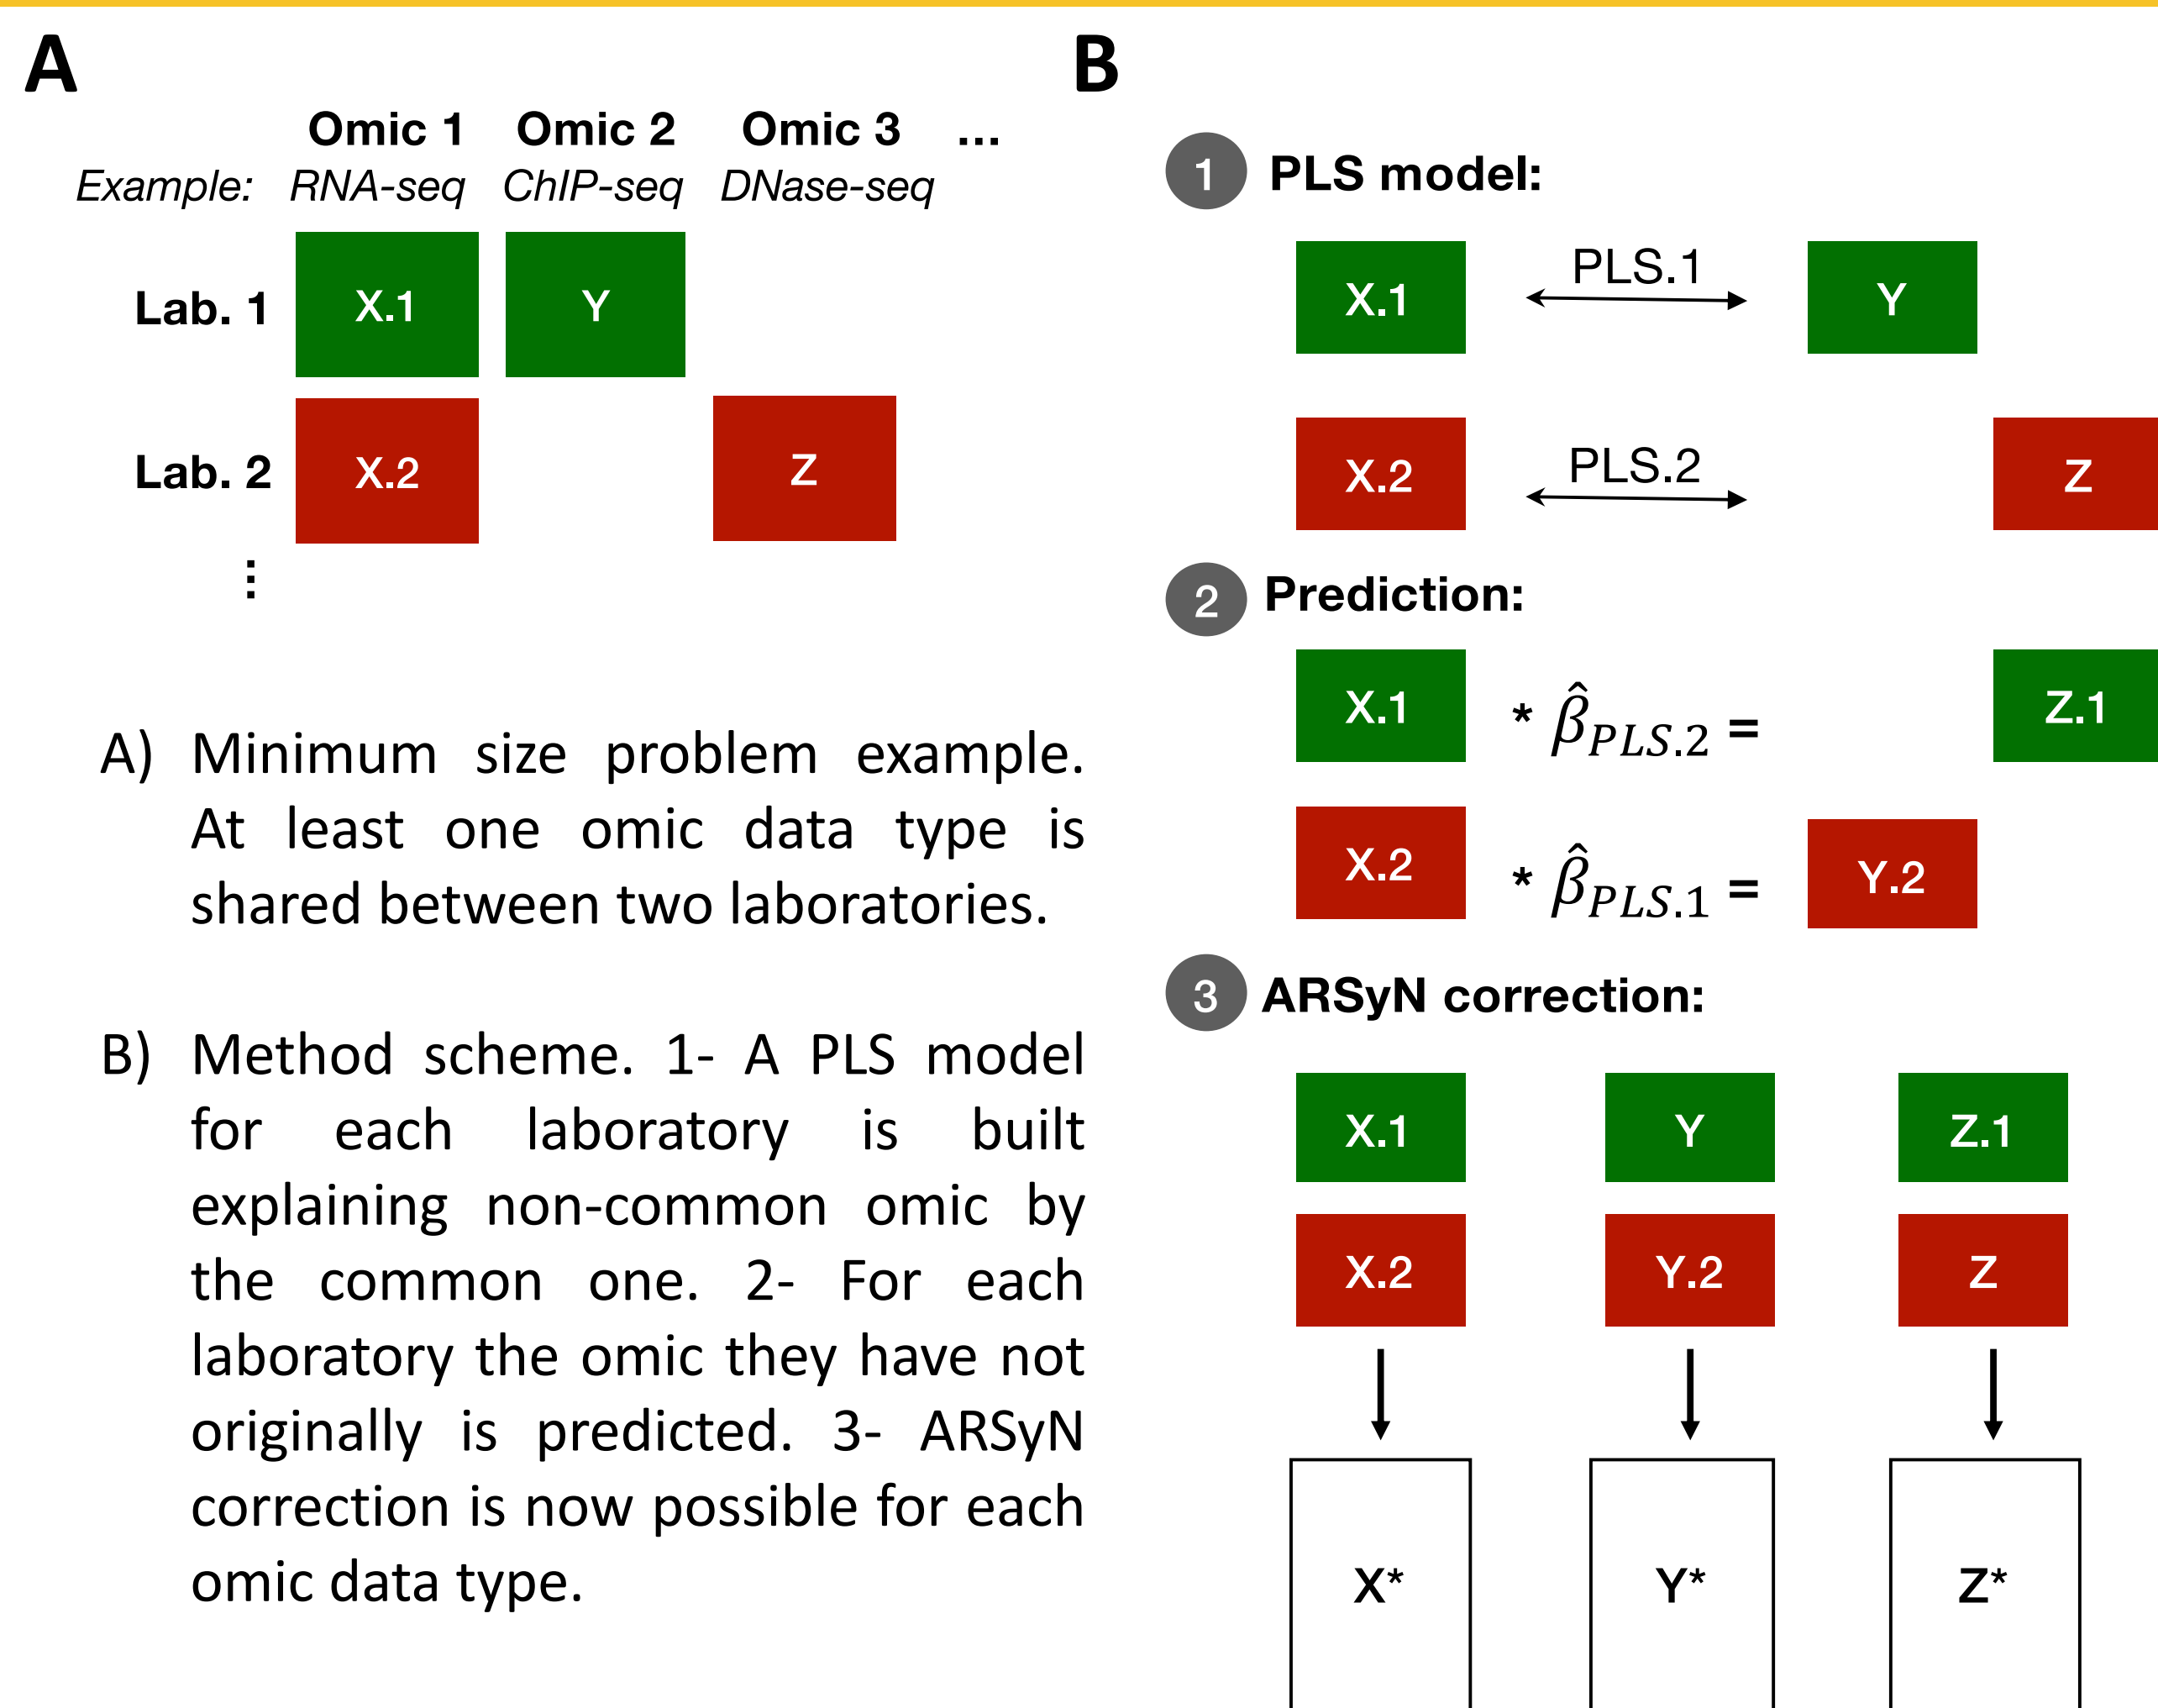 A
Omic 1 Omic 2 Omic 3 ...
Example: RNA-seq ChIP-seq DNase-seq
Lab. 1 X.1 Y
Lab. 2 X.2 Z
⋮
A) Minimum size problem example.
At least one omic data type is
shared between two laboratories.
B) Method scheme. 1- A PLS model
for each laboratory is built
explaining non-common omic by
the common one. 2- For each
laboratory the omic they have not
originally is predicted. 3- ARSyN
correction is now possible for each
omic data type.
B
1 PLS model:
X.1 PLS.1 Y
X.2 PLS.2 Z
2 Prediction:
X.1 * β̂PLS.2 = Z.1
X.2 * β̂PLS.1 = Y.2
3 ARSyN correction:
X.1 Y Z.1
X.2 Y.2 Z
X* Y* Z*